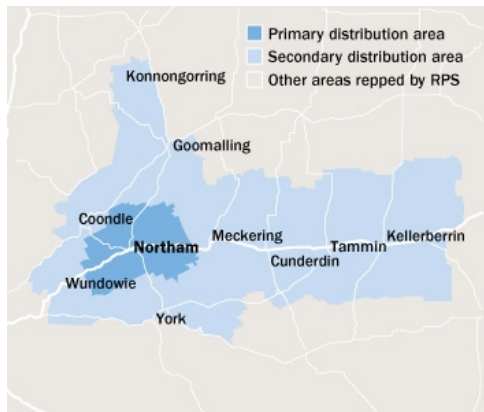 Primary distribution area
Secondary distribution area
Other areas repped by RPS
Konnongorring
Goomalling
Coondle
Northam
Meckering
Kellerberrin
Tammin
Cunderdin
Wundowie
York